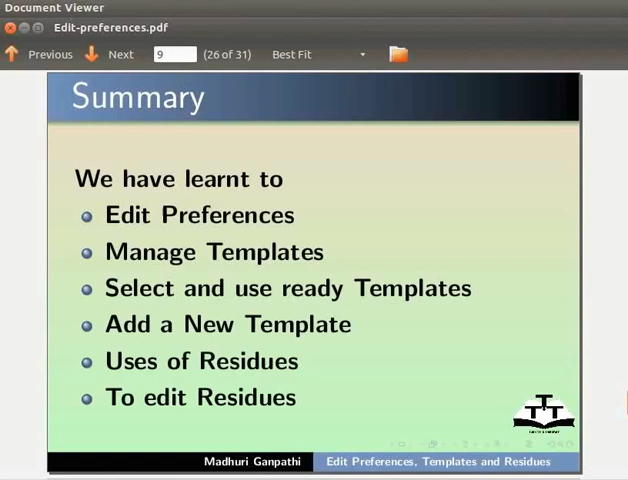 Document Viewer
Edit-preferences.pdf
Previous Next 9 (26 of 31) Best Fit
Summary
We have learnt to
Edit Preferences
Manage Templates
Select and use ready Templates
Add a New Template
Uses of Residues
To edit Residues
Madhuri Ganpathi Edit Preferences, Templates and Residues